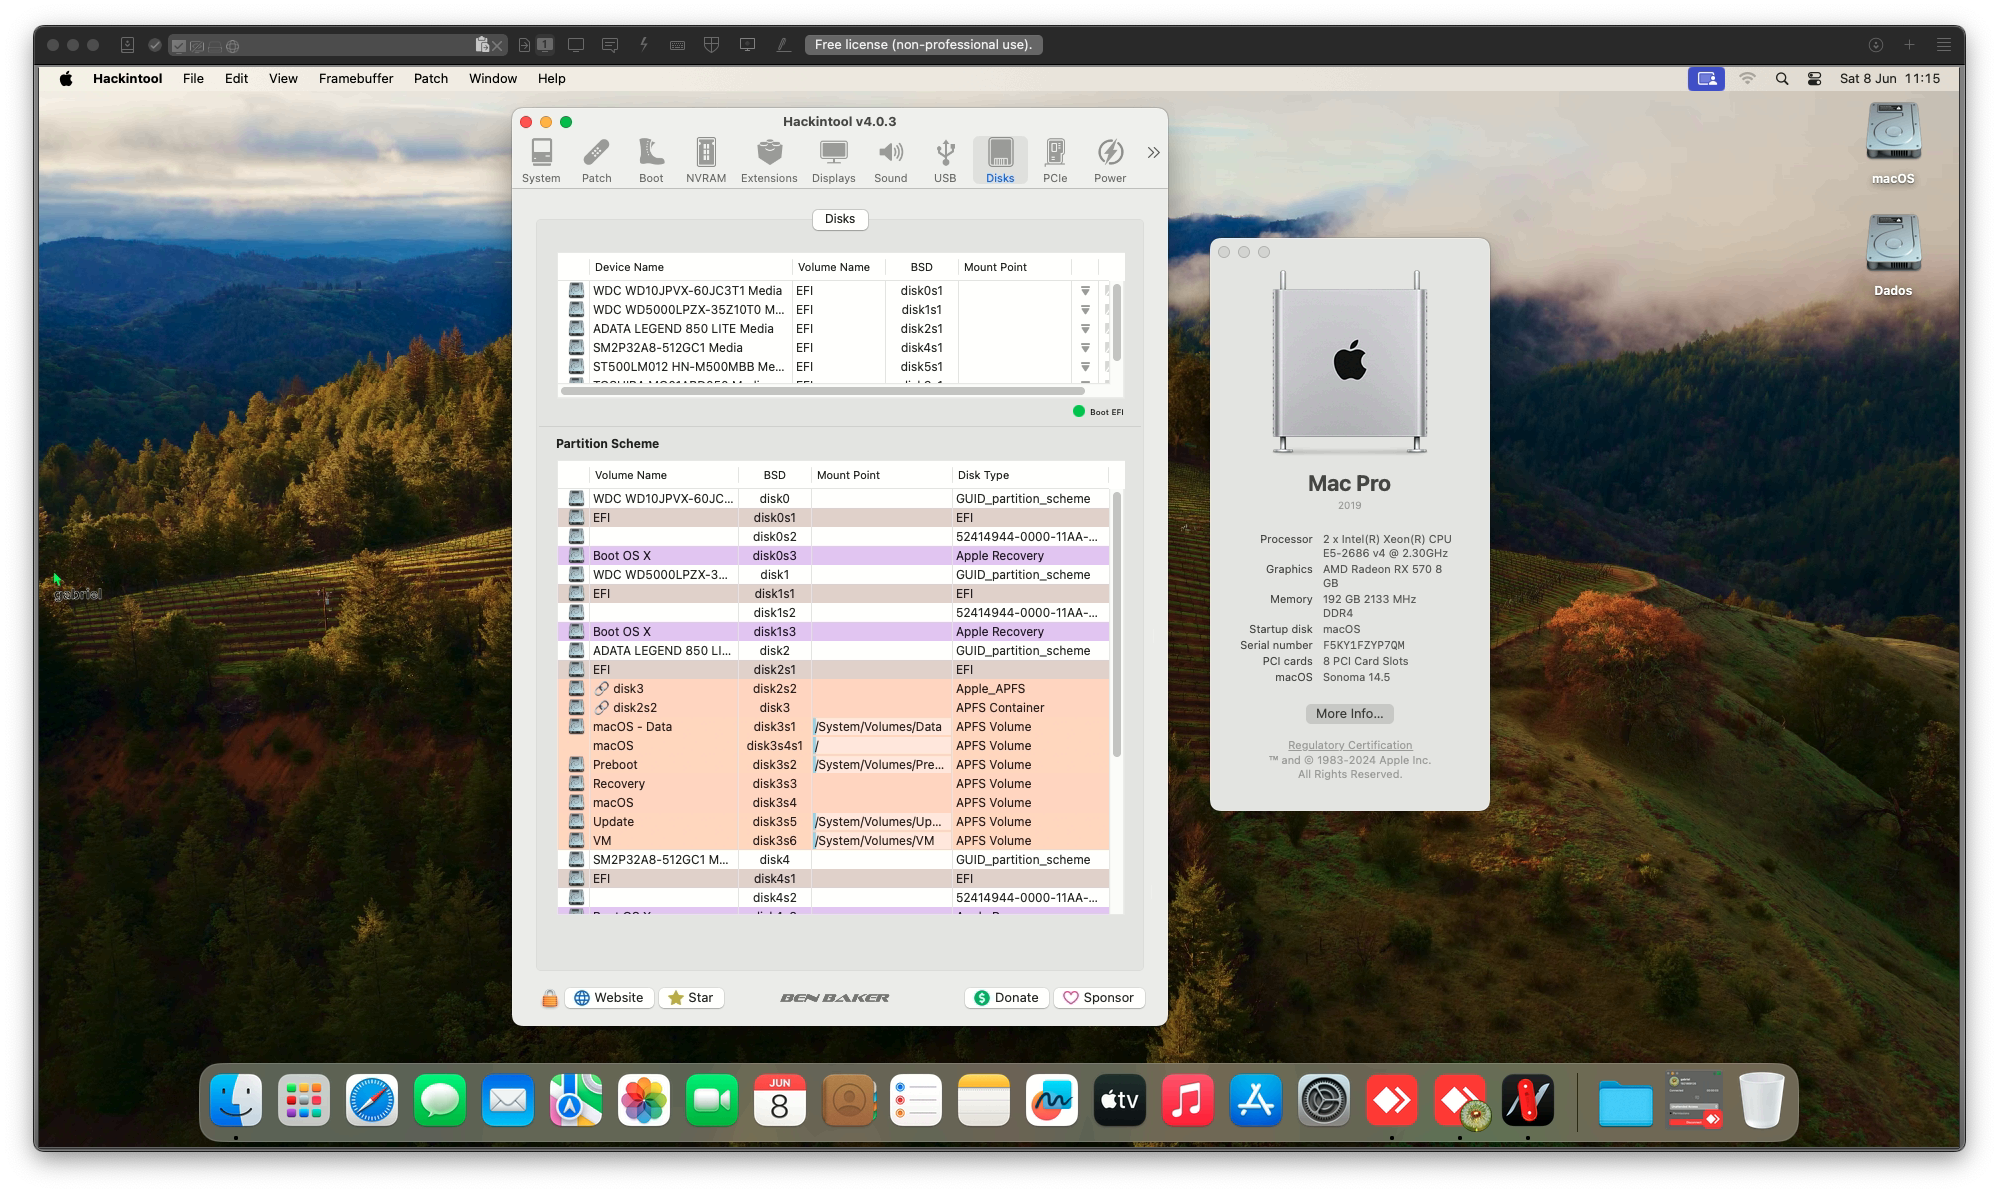 1
Free license (non-professional use).
Hackintool File Edit View Framebuffer Patch Window Help
Sat 8 Jun 11:15
Hackintool v4.0.3
System Patch Boot NVRAM Extensions Displays Sound USB Disks PCIe Power
Disks
Device Name Volume Name BSD Mount Point
WDC WD10JPVX-60JC3T1 Media EFI disk0s1
WDC WD5000LPZX-35Z10T0 M... EFI disk1s1
ADATA LEGEND 850 LITE Media EFI disk2s1
SM2P32A8-512GC1 Media EFI disk4s1
ST500LM012 HN-M500MBB Me... EFI disk5s1
Boot EFI
Partition Scheme
Volume Name BSD Mount Point Disk Type
WDC WD10JPVX-60JC... disk0 GUID_partition_scheme
EFI disk0s1 EFI
disk0s2 52414944-0000-11AA-...
Boot OS X disk0s3 Apple Recovery
WDC WD5000LPZX-3... disk1 GUID_partition_scheme
EFI disk1s1 EFI
disk1s2 52414944-0000-11AA-...
Boot OS X disk1s3 Apple Recovery
ADATA LEGEND 850 LI... disk2 GUID_partition_scheme
EFI disk2s1 EFI
disk3 disk2s2 Apple_APFS
disk2s2 disk3 APFS Container
macOS - Data disk3s1 /System/Volumes/Data APFS Volume
macOS disk3s4s1 / APFS Volume
Preboot disk3s2 /System/Volumes/Pre... APFS Volume
Recovery disk3s3 APFS Volume
macOS disk3s4 APFS Volume
Update disk3s5 /System/Volumes/Up... APFS Volume
VM disk3s6 /System/Volumes/VM APFS Volume
SM2P32A8-512GC1 M... disk4 GUID_partition_scheme
EFI disk4s1 EFI
disk4s2 52414944-0000-11AA-...
Website Star BEN BAKER Donate Sponsor
Mac Pro
2019
Processor 2 x Intel(R) Xeon(R) CPU
E5-2686 v4 @ 2.30GHz
Graphics AMD Radeon RX 570 8
GB
Memory 192 GB 2133 MHz
DDR4
Startup disk macOS
Serial number F5KY1FZYP7QM
PCI cards 8 PCI Card Slots
macOS Sonoma 14.5
More Info...
Regulatory Certification
™ and © 1983-2024 Apple Inc.
All Rights Reserved.
macOS
Dados
gabriel
JUN
8
tv